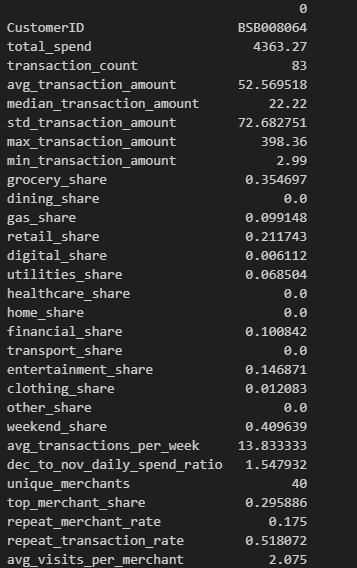 0
CustomerID BSB008064
total_spend 4363.27
transaction_count 83
avg_transaction_amount 52.569518
median_transaction_amount 22.22
std_transaction_amount 72.682751
max_transaction_amount 398.36
min_transaction_amount 2.99
grocery_share 0.354697
dining_share 0.0
gas_share 0.099148
retail_share 0.211743
digital_share 0.006112
utilities_share 0.068504
healthcare_share 0.0
home_share 0.0
financial_share 0.100842
transport_share 0.0
entertainment_share 0.146871
clothing_share 0.012083
other_share 0.0
weekend_share 0.409639
avg_transactions_per_week 13.833333
dec_to_nov_daily_spend_ratio 1.547932
unique_merchants 40
top_merchant_share 0.295886
repeat_merchant_rate 0.175
repeat_transaction_rate 0.518072
avg_visits_per_merchant 2.075